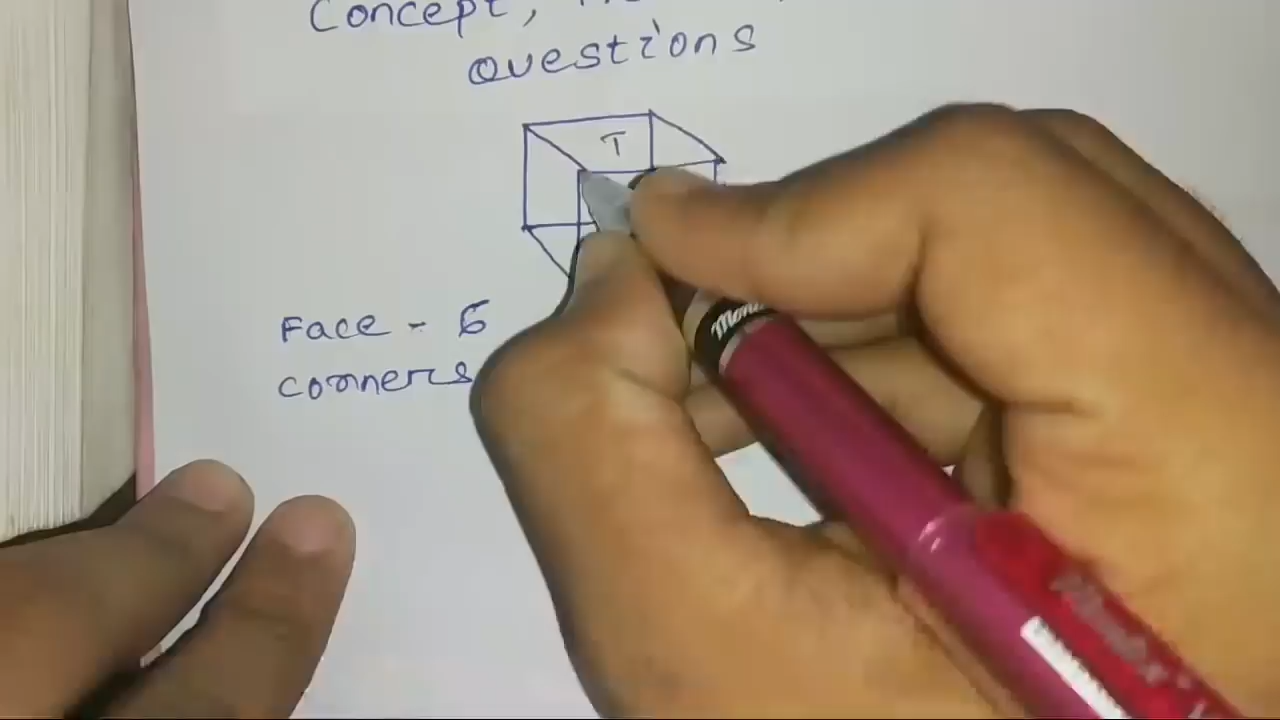 Concept,
questions
T
Face - 6
corners